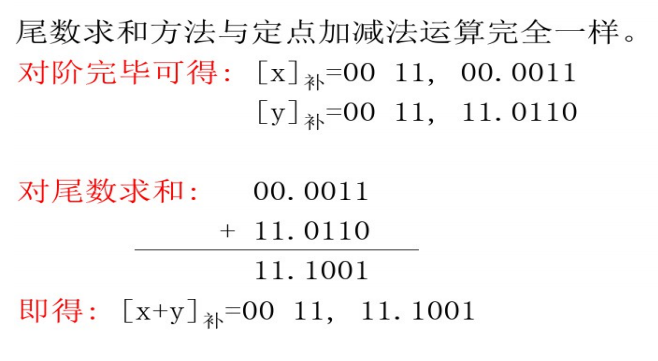 尾数求和方法与定点加减法运算完全一样。
对阶完毕可得: [x]补=00 11, 00.0011
[y]补=00 11, 11.0110
对尾数求和: 00.0011
+ 11.0110
11.1001
即得: [x+y]补=00 11, 11.1001